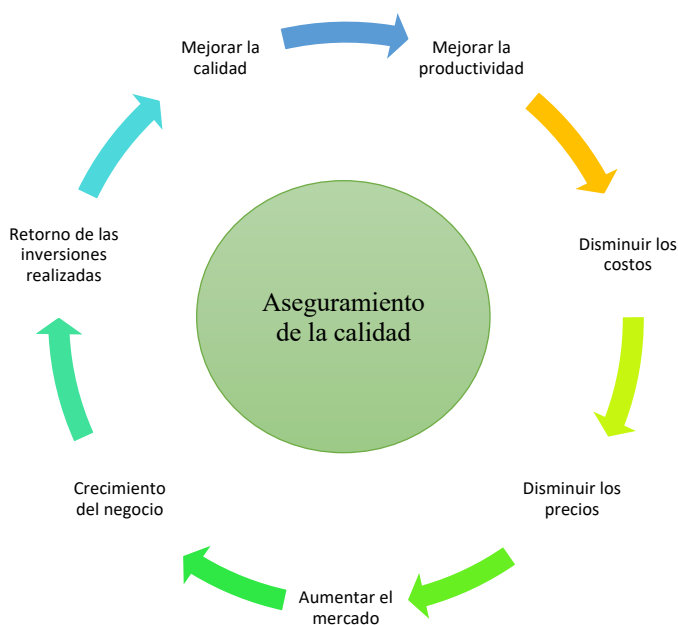 Mejorar la
calidad
Mejorar la
productividad
Disminuir los
costos
Disminuir los
precios
Aumentar el
mercado
Crecimiento
del negocio
Retorno de las
inversiones
realizadas
Aseguramiento
de la calidad